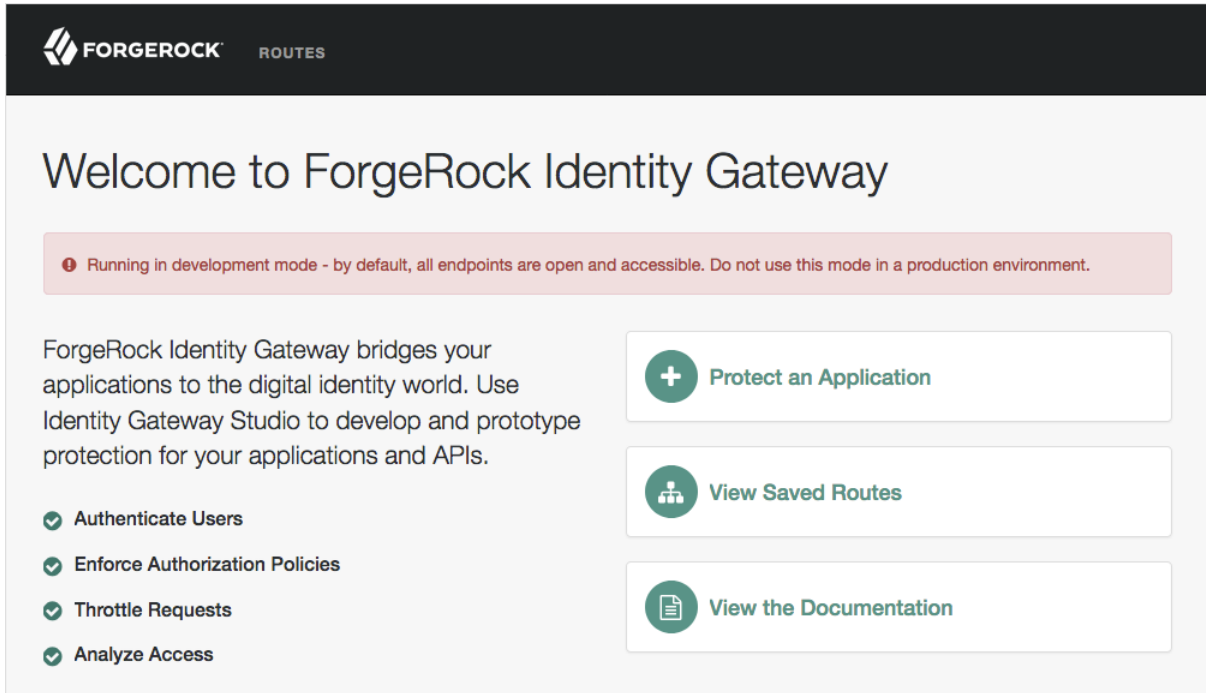 FORGEROCK ROUTES
Welcome to ForgeRock Identity Gateway
Running in development mode - by default, all endpoints are open and accessible. Do not use this mode in a production environment.
ForgeRock Identity Gateway bridges your
applications to the digital identity world. Use
Identity Gateway Studio to develop and prototype
protection for your applications and APIs.
Authenticate Users
Enforce Authorization Policies
Throttle Requests
Analyze Access
Protect an Application
View Saved Routes
View the Documentation